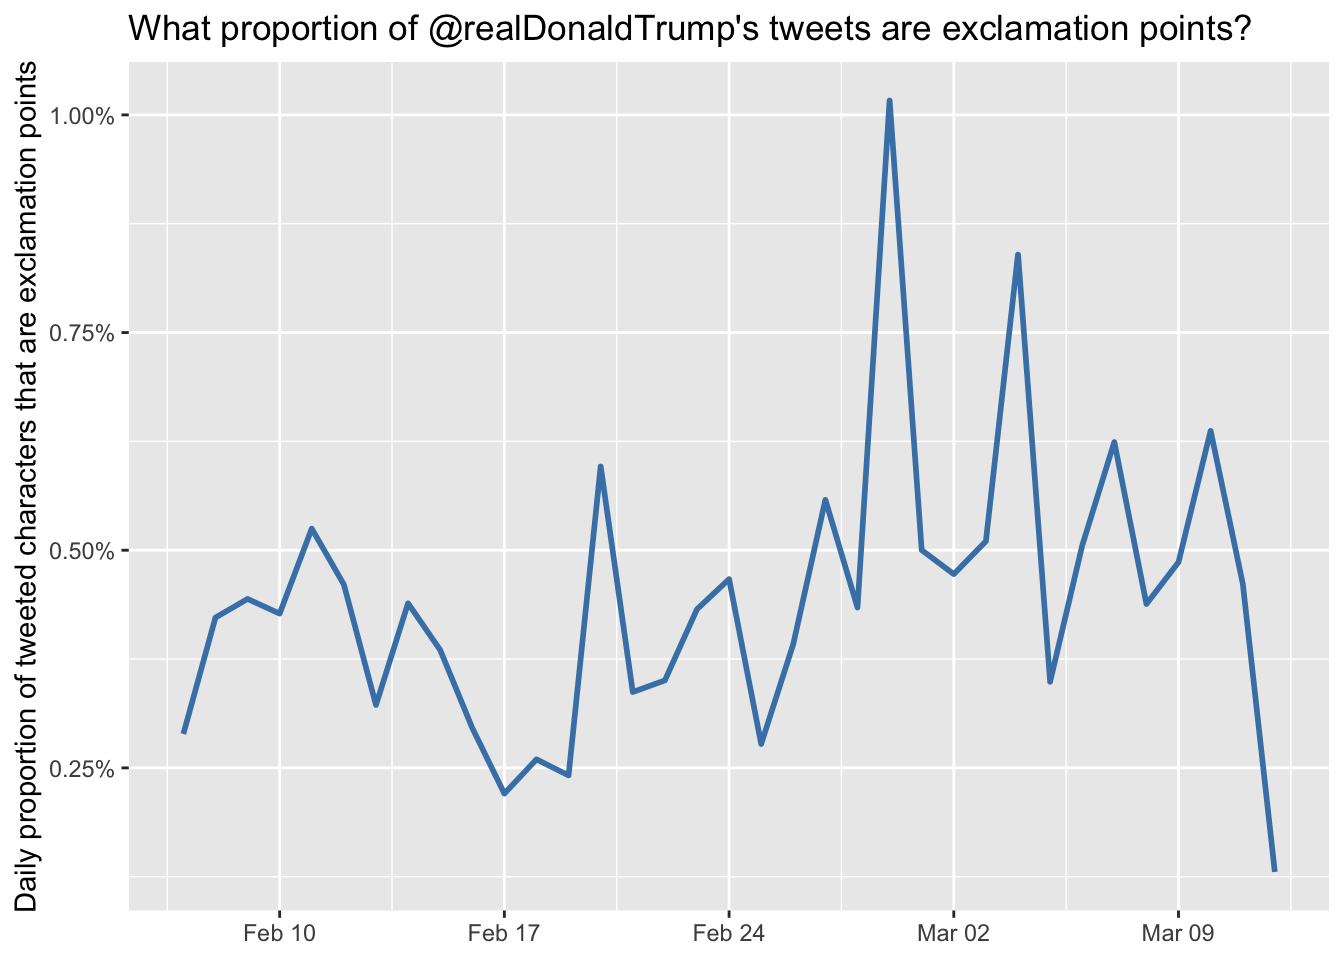 What proportion of @realDonaldTrump's tweets are exclamation points?
Daily proportion of tweeted characters that are exclamation points
1.00%
0.75%
0.50%
0.25%
Feb 10 Feb 17 Feb 24 Mar 02 Mar 09